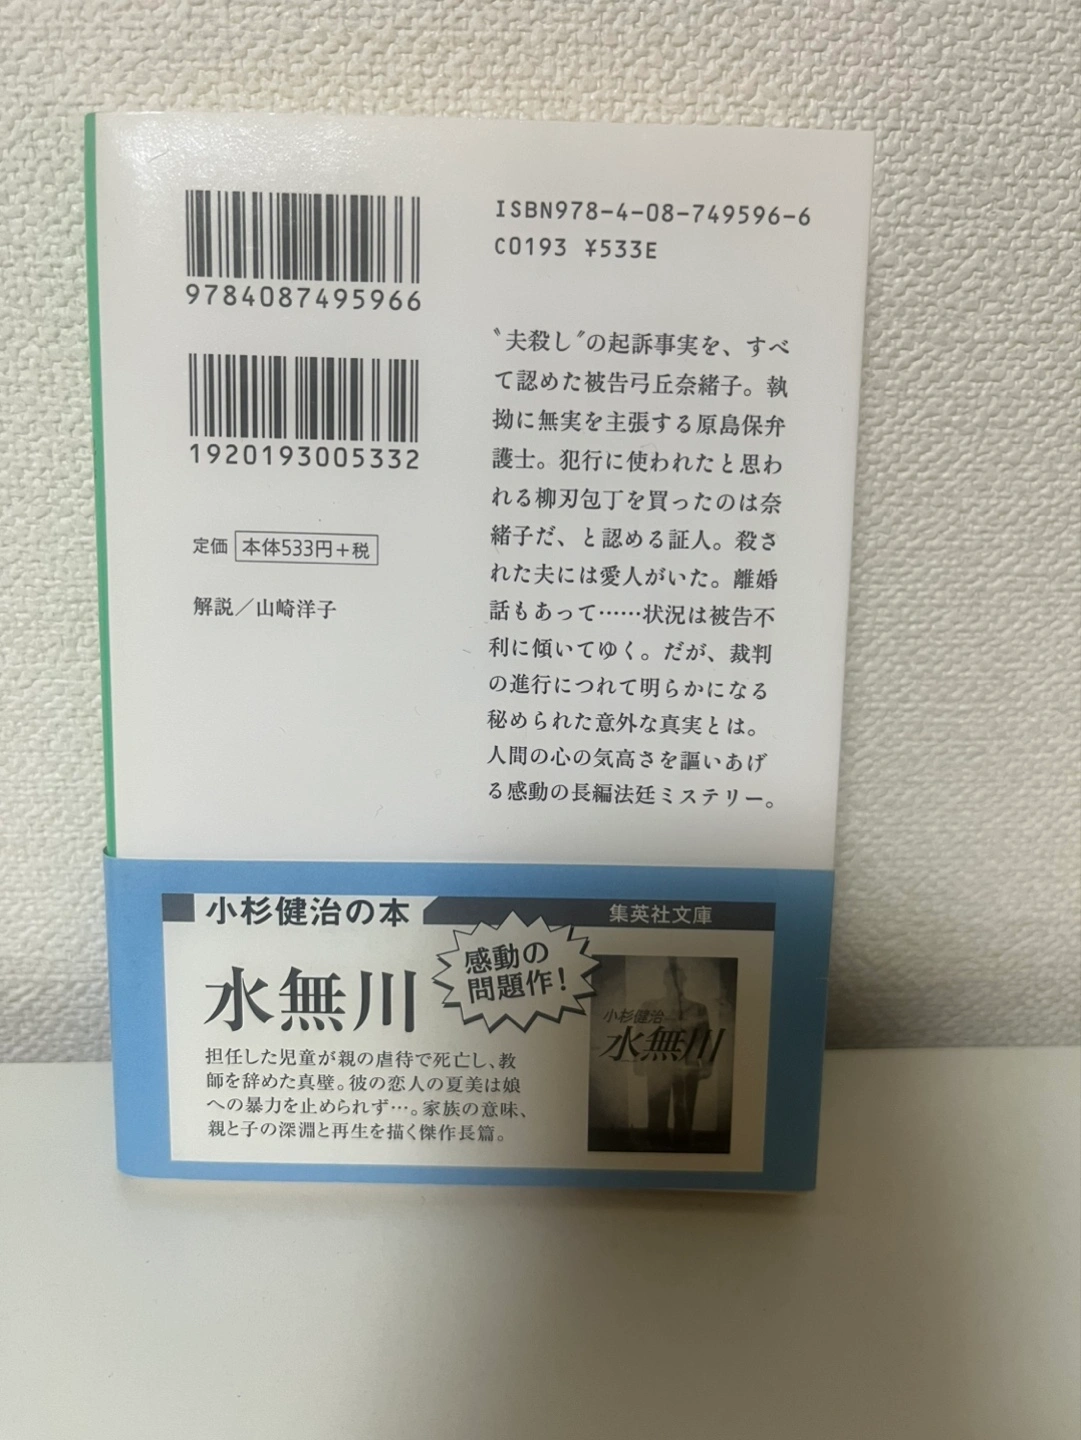 9784087495966
1920193005332
定価 本体533円+税
解説／山崎洋子
ISBN978-4-08-749596-6
C0193 ¥533E
〝夫殺し〟の起訴事実を、すべ
て認めた被告弓丘奈緒子。執
拗に無実を主張する原島保弁
護士。犯行に使われたと思わ
れる柳刃包丁を買ったのは奈
緒子だ、と認める証人。殺さ
れた夫には愛人がいた。離婚
話もあって……状況は被告不
利に傾いてゆく。だが、裁判
の進行につれて明らかになる
秘められた意外な真実とは。
人間の心の気高さを謳いあげ
る感動の長編法廷ミステリー。
小杉健治の本
集英社文庫
水無川
感動の
問題作!
担任した児童が親の虐待で死亡し、教
師を辞めた真壁。彼の恋人の夏美は娘
への暴力を止められず…。家族の意味、
親と子の深淵と再生を描く傑作長篇。
小杉健治
水無川